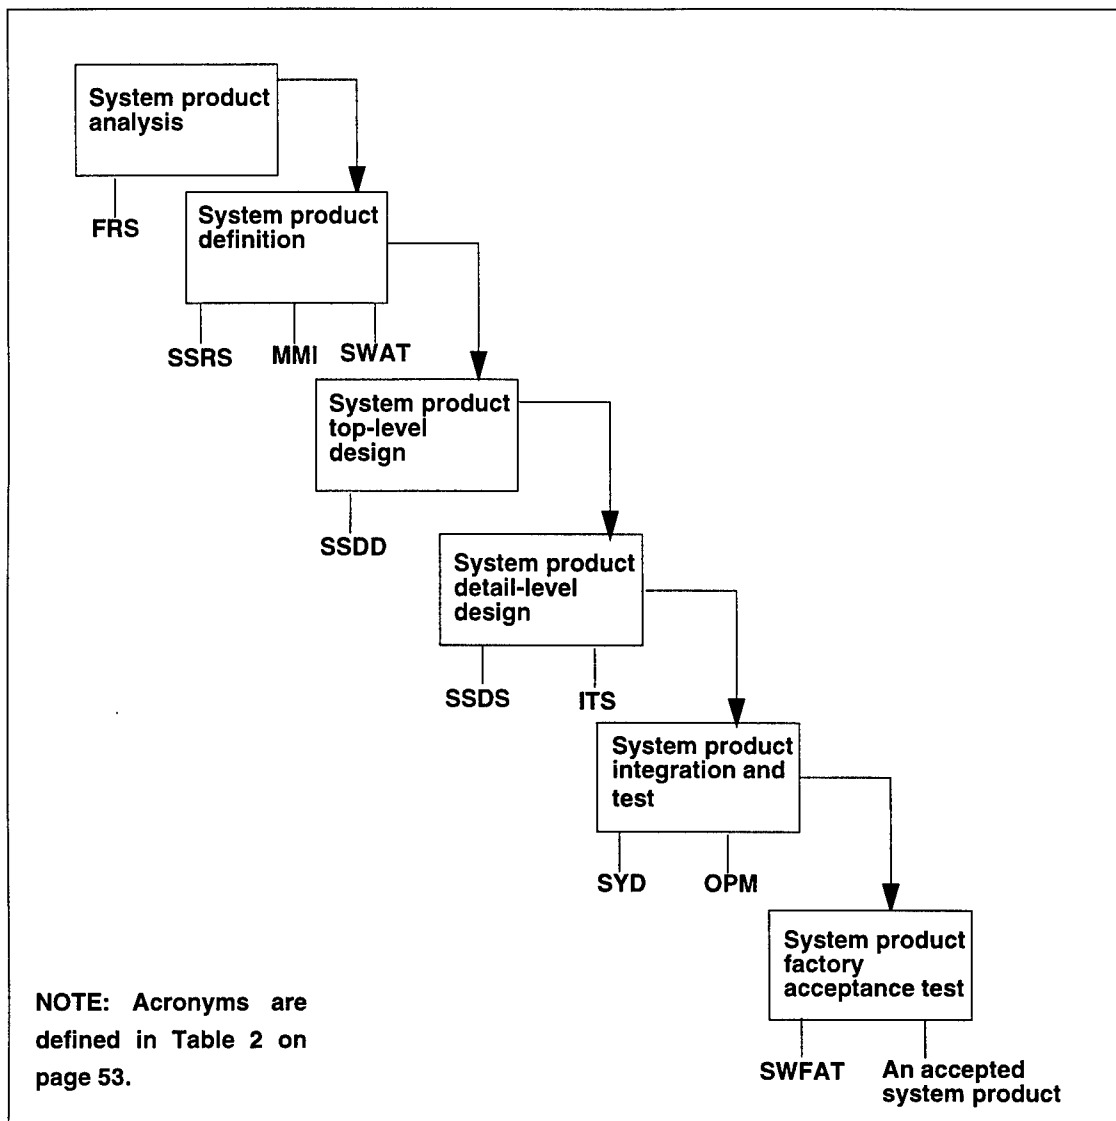 System product
analysis
FRS
System product
definition
SSRS
MMI
SWAT
System product
top-level
design
SSDD
System product
detail-level
design
SSDS
ITS
System product
integration and
test
SYD
OPM
System product
factory
acceptance test
SWFAT
An accepted
system product
NOTE: Acronyms are
defined in Table 2 on
page 53.